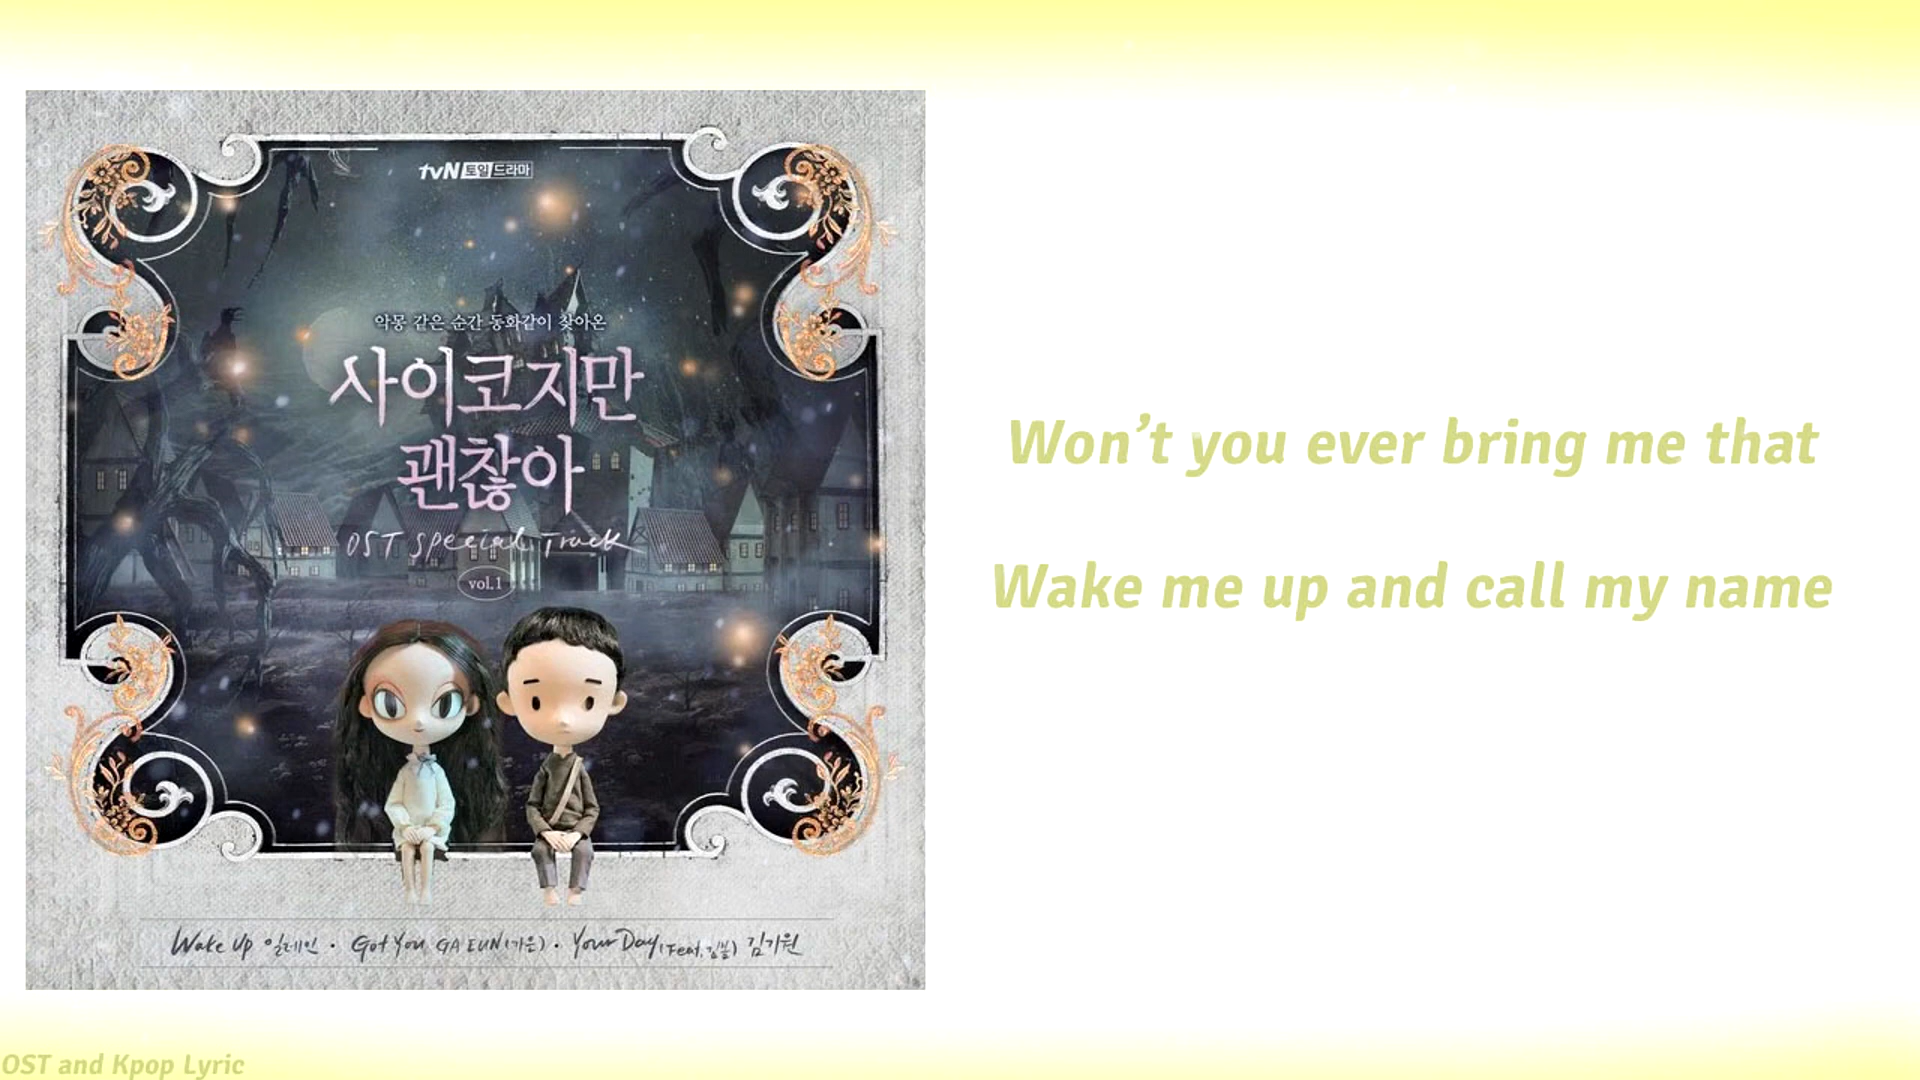 tvN 토일드라마
악몽 같은 순간 동화같이 찾아온
사이코지만
괜찮아
OST Special Track
vol.1
Wake Up 일레인 · Got You GA EUN(가은) · Your Day(Feat.김봄) 김기원
Won’t you ever bring me that
Wake me up and call my name
OST and Kpop Lyric